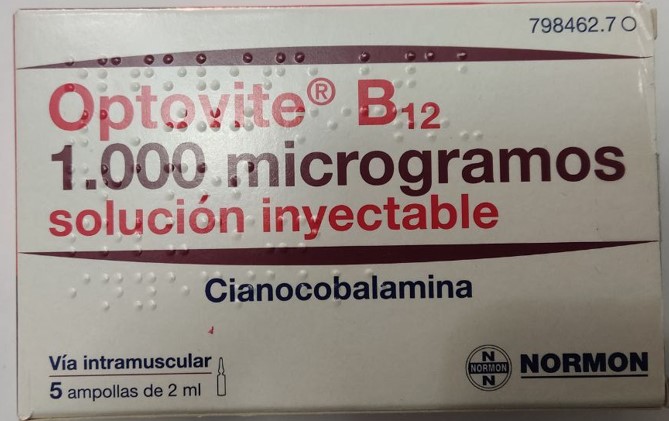 798462.7 O
Optovite® B12
1.000 microgramos
solución inyectable
Cianocobalamina
Vía intramuscular
5 ampollas de 2 ml
N
NORMON
N
NORMON